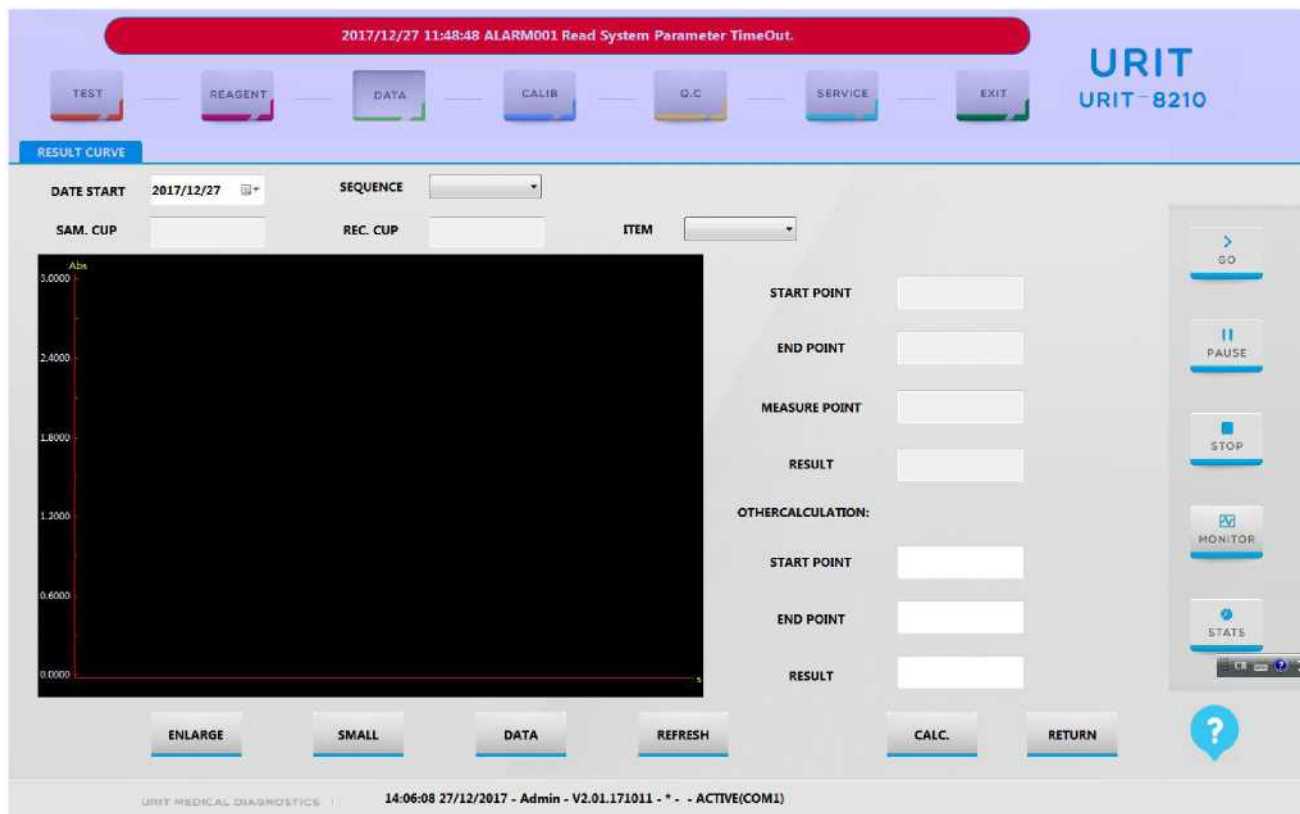 2017/12/27 11:48:48 ALARM001 Read System Parameter TimeOut.
URIT
URIT-8210
TEST
REAGENT
DATA
CALIB
Q.C
SERVICE
EXIT
RESULT CURVE
DATE START 2017/12/27 SEQUENCE
SAM. CUP REC. CUP ITEM
Abs
3.0000
2.4000
1.8000
1.2000
0.6000
0.0000
s
START POINT
END POINT
MEASURE POINT
RESULT
OTHERCALCULATION:
START POINT
END POINT
RESULT
GO
PAUSE
STOP
MONITOR
STATS
CH
?
ENLARGE
SMALL
DATA
REFRESH
CALC.
RETURN
?
URIT MEDICAL DIAGNOSTICS
14:06:08 27/12/2017 - Admin - V2.01.171011 - * - - ACTIVE(COM1)